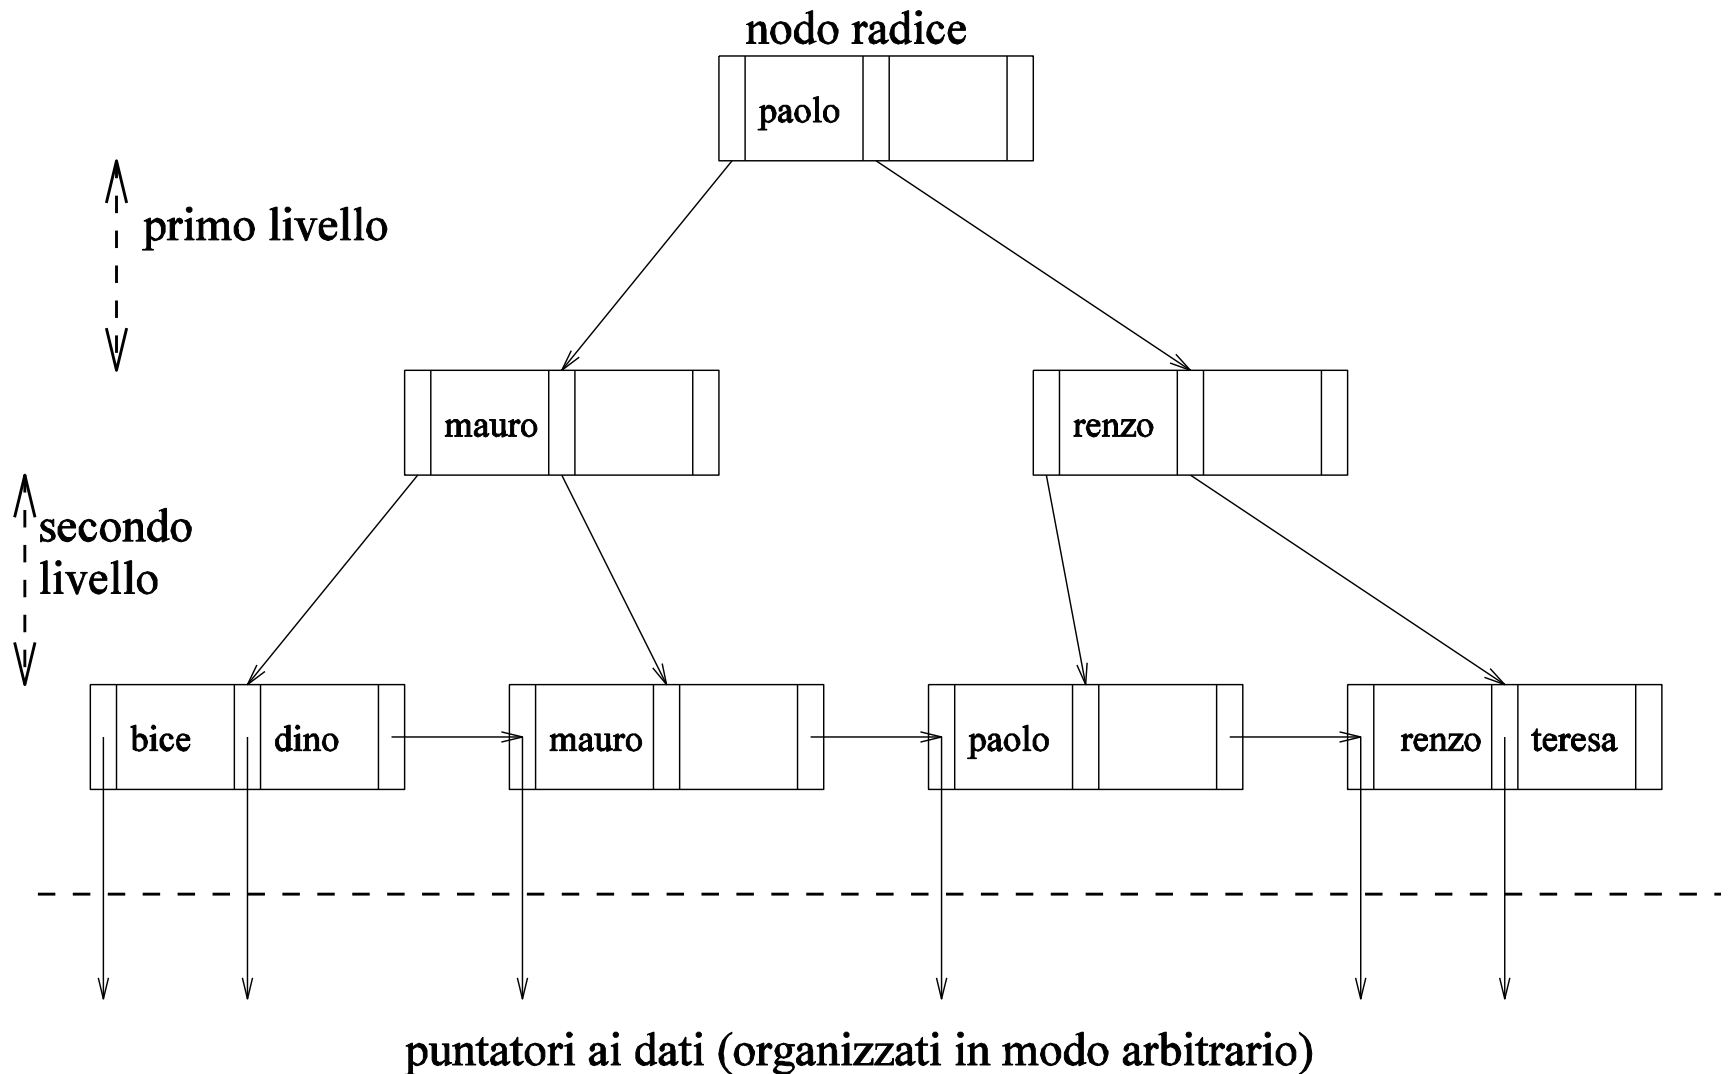 nodo radice
paolo
primo livello
mauro
renzo
secondo
livello
bice dino mauro paolo renzo teresa
puntatori ai dati (organizzati in modo arbitrario)